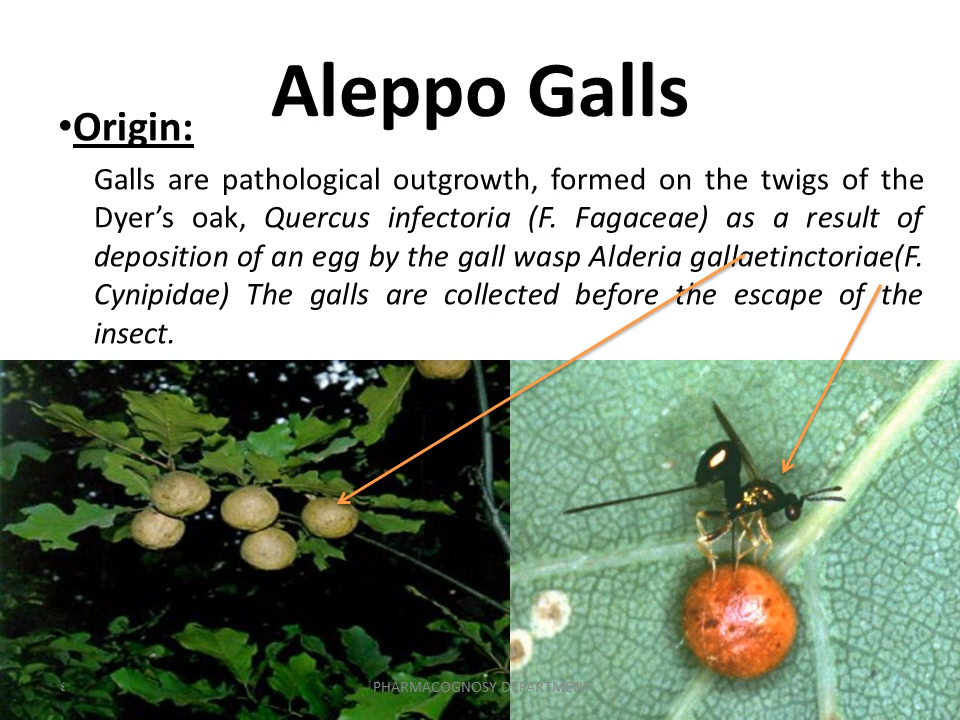 Aleppo Galls
•Origin:
Galls are pathological outgrowth, formed on the twigs of the
Dyer’s oak, Quercus infectoria (F. Fagaceae) as a result of
deposition of an egg by the gall wasp Alderia gallaetinctoriae(F.
Cynipidae) The galls are collected before the escape of the
insect.
٤
PHARMACOGNOSY DEPARTMENT